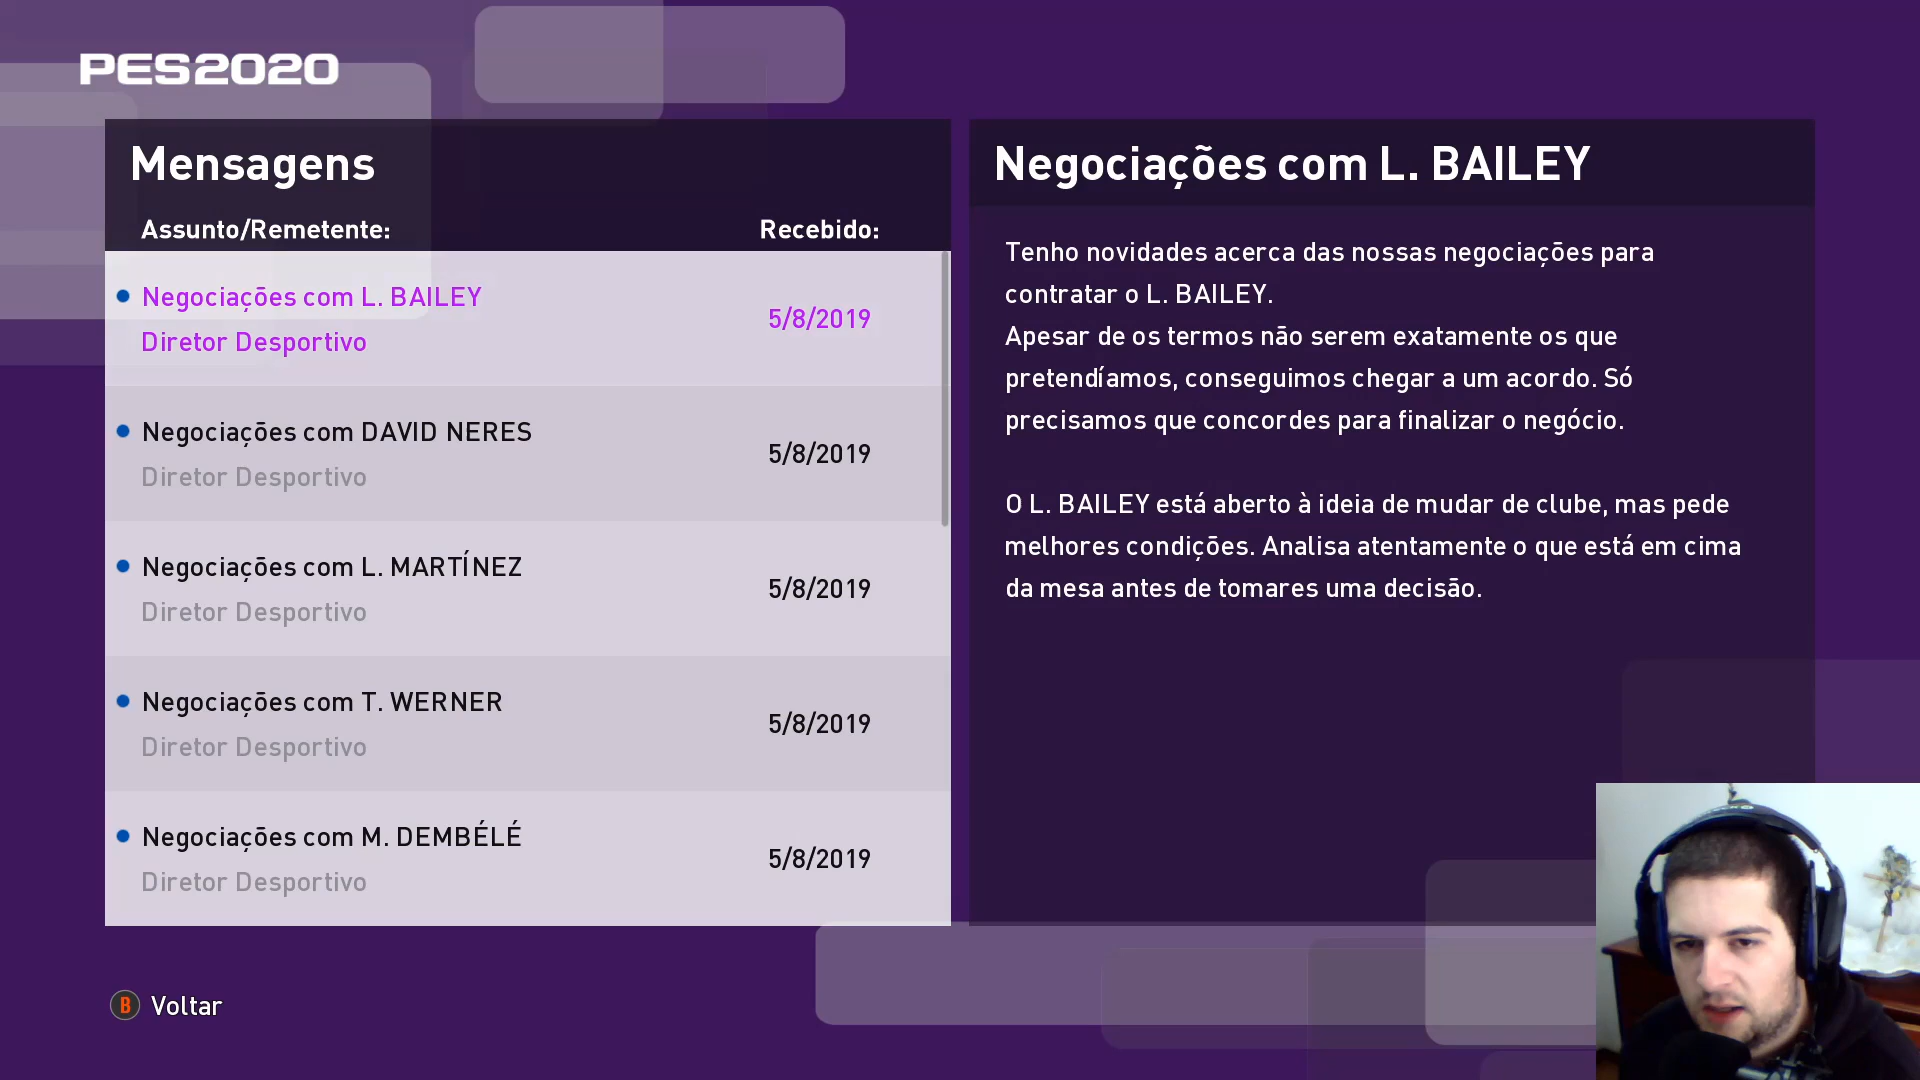 PES2020
Mensagens
Assunto/Remetente:
Recebido:
Negociações com L. BAILEY
Diretor Desportivo
5/8/2019
Negociações com DAVID NERES
Diretor Desportivo
5/8/2019
Negociações com L. MARTÍNEZ
Diretor Desportivo
5/8/2019
Negociações com T. WERNER
Diretor Desportivo
5/8/2019
Negociações com M. DEMBÉLÉ
Diretor Desportivo
5/8/2019
Negociações com L. BAILEY
Tenho novidades acerca das nossas negociações para
contratar o L. BAILEY.
Apesar de os termos não serem exatamente os que
pretendíamos, conseguimos chegar a um acordo. Só
precisamos que concordes para finalizar o negócio.
O L. BAILEY está aberto à ideia de mudar de clube, mas pede
melhores condições. Analisa atentamente o que está em cima
da mesa antes de tomares uma decisão.
B Voltar